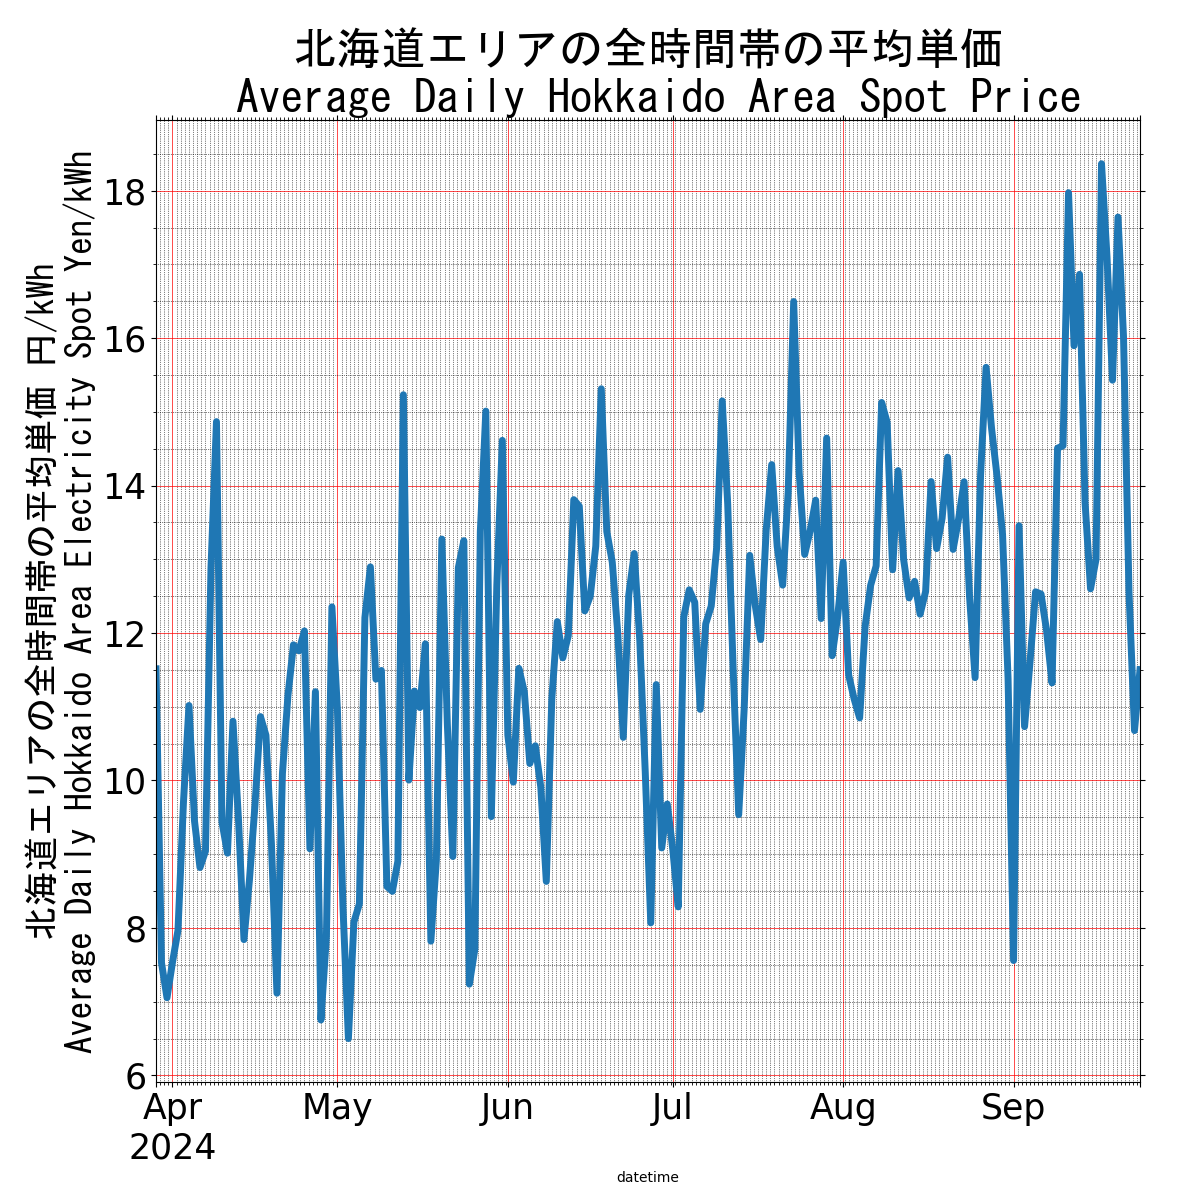 北海道エリアの全時間帯の平均単価
Average Daily Hokkaido Area Spot Price
北海道エリアの全時間帯の平均単価 円/kWh
Average Daily Hokkaido Area Electricity Spot Yen/kWh
18
16
14
12
10
8
6
Apr May Jun Jul Aug Sep
2024
datetime